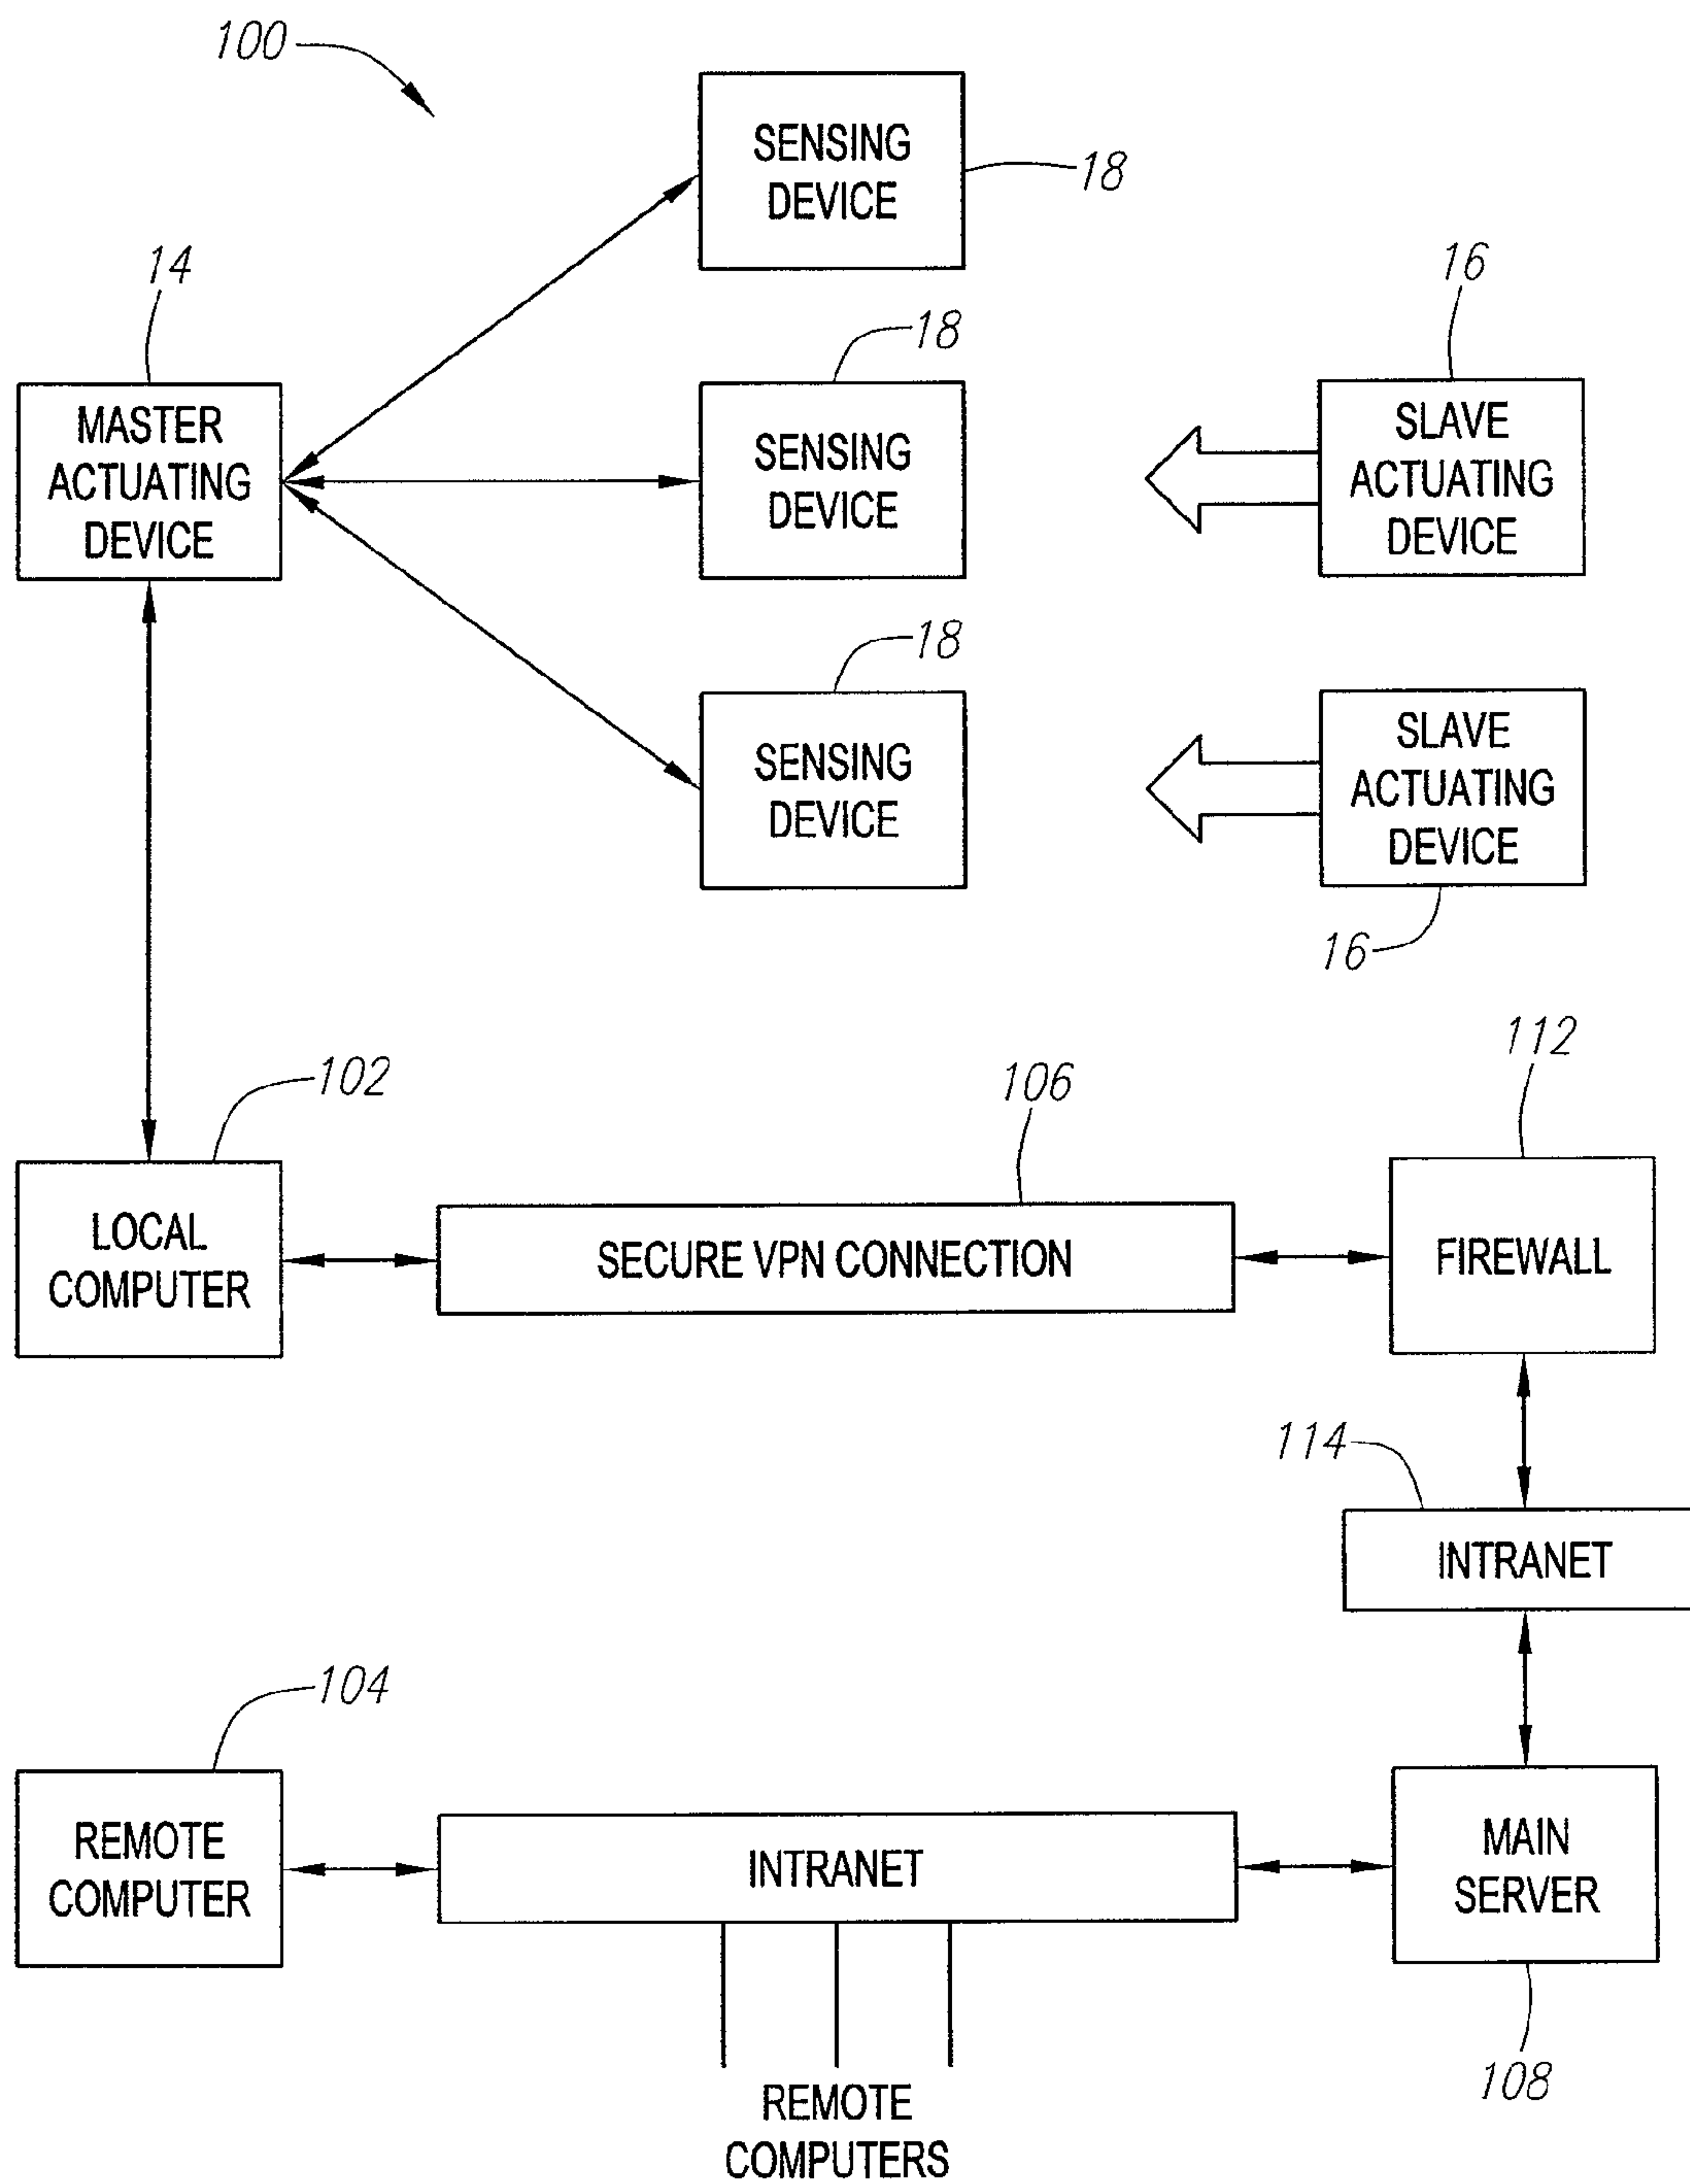 100
SENSING
DEVICE
18
14
MASTER
ACTUATING
DEVICE
18
SENSING
DEVICE
16
SLAVE
ACTUATING
DEVICE
18
SENSING
DEVICE
SLAVE
ACTUATING
DEVICE
16
102
LOCAL
COMPUTER
106
SECURE VPN CONNECTION
112
FIREWALL
114
INTRANET
104
REMOTE
COMPUTER
INTRANET
MAIN
SERVER
108
REMOTE
COMPUTERS